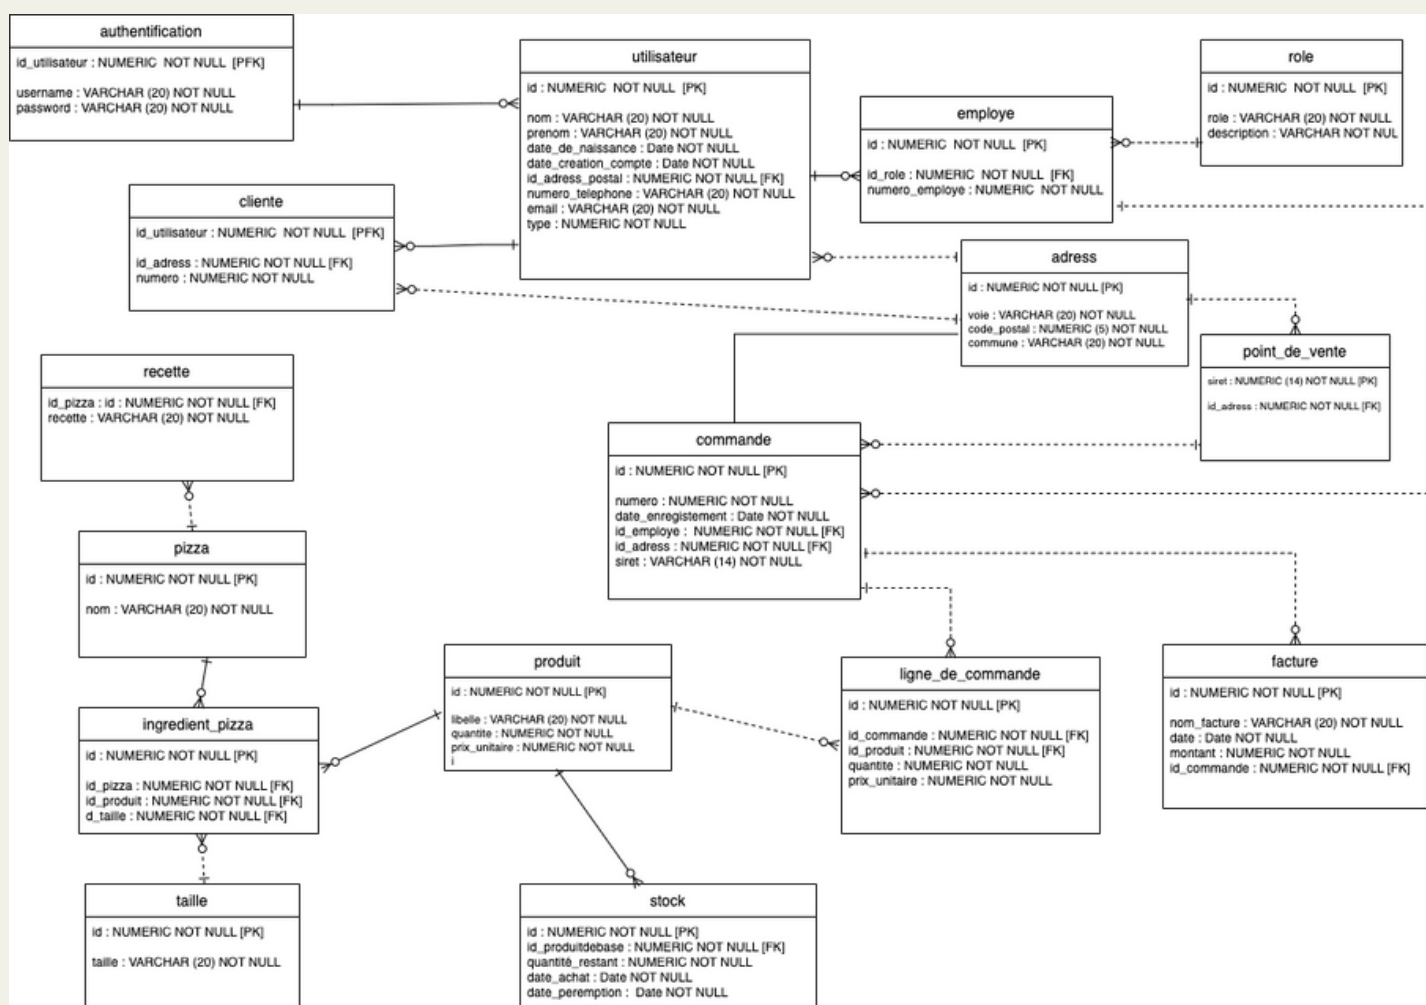 authentification
id_utilisateur : NUMERIC NOT NULL [PFK]
username : VARCHAR (20) NOT NULL
password : VARCHAR (20) NOT NULL
utilisateur
id : NUMERIC NOT NULL [PK]
nom : VARCHAR (20) NOT NULL
prenom : VARCHAR (20) NOT NULL
date_de_naissance : Date NOT NULL
date_creation_compte : Date NOT NULL
id_adress_postal : NUMERIC NOT NULL [FK]
numero_telephone : VARCHAR (20) NOT NULL
email : VARCHAR (20) NOT NULL
type : NUMERIC NOT NULL
role
id : NUMERIC NOT NULL [PK]
role : VARCHAR (20) NOT NULL
description : VARCHAR NOT NUL
employe
id : NUMERIC NOT NULL [PK]
id_role : NUMERIC NOT NULL [FK]
numero_employe : NUMERIC NOT NULL
cliente
id_utilisateur : NUMERIC NOT NULL [PFK]
id_adress : NUMERIC NOT NULL [FK]
numero : NUMERIC NOT NULL
adress
id : NUMERIC NOT NULL [PK]
voie : VARCHAR (20) NOT NULL
code_postal : NUMERIC (5) NOT NULL
commune : VARCHAR (20) NOT NULL
point_de_vente
siret : NUMERIC (14) NOT NULL [PK]
id_adress : NUMERIC NOT NULL [FK]
recette
id_pizza : id : NUMERIC NOT NULL [FK]
recette : VARCHAR (20) NOT NULL
commande
id : NUMERIC NOT NULL [PK]
numero : NUMERIC NOT NULL
date_enregistement : Date NOT NULL
id_employe : NUMERIC NOT NULL [FK]
id_adress : NUMERIC NOT NULL [FK]
siret : VARCHAR (14) NOT NULL
pizza
id : NUMERIC NOT NULL [PK]
nom : VARCHAR (20) NOT NULL
produit
id : NUMERIC NOT NULL [PK]
libelle : VARCHAR (20) NOT NULL
quantite : NUMERIC NOT NULL
prix_unitaire : NUMERIC NOT NULL
i
ligne_de_commande
id : NUMERIC NOT NULL [PK]
id_commande : NUMERIC NOT NULL [FK]
id_produit : NUMERIC NOT NULL [FK]
quantite : NUMERIC NOT NULL
prix_unitaire : NUMERIC NOT NULL
facture
id : NUMERIC NOT NULL [PK]
nom_facture : VARCHAR (20) NOT NULL
date : Date NOT NULL
montant : NUMERIC NOT NULL
id_commande : NUMERIC NOT NULL [FK]
ingredient_pizza
id : NUMERIC NOT NULL [PK]
id_pizza : NUMERIC NOT NULL [FK]
id_produit : NUMERIC NOT NULL [FK]
d_taille : NUMERIC NOT NULL [FK]
taille
id : NUMERIC NOT NULL [PK]
taille : VARCHAR (20) NOT NULL
stock
id : NUMERIC NOT NULL [PK]
id_produitdebase : NUMERIC NOT NULL [FK]
quantité_restant : NUMERIC NOT NULL
date_achat : Date NOT NULL
date_peremption : Date NOT NULL